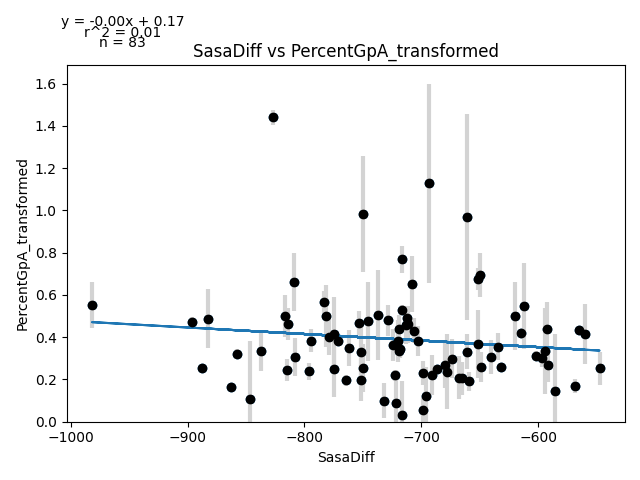 y = -0.00x + 0.17
r^2 = 0.01
n = 83
SasaDiff vs PercentGpA_transformed
1.6
1.4
1.2
1.0
0.8
0.6
0.4
0.2
0.0
PercentGpA_transformed
−1000 −900 −800 −700 −600
SasaDiff